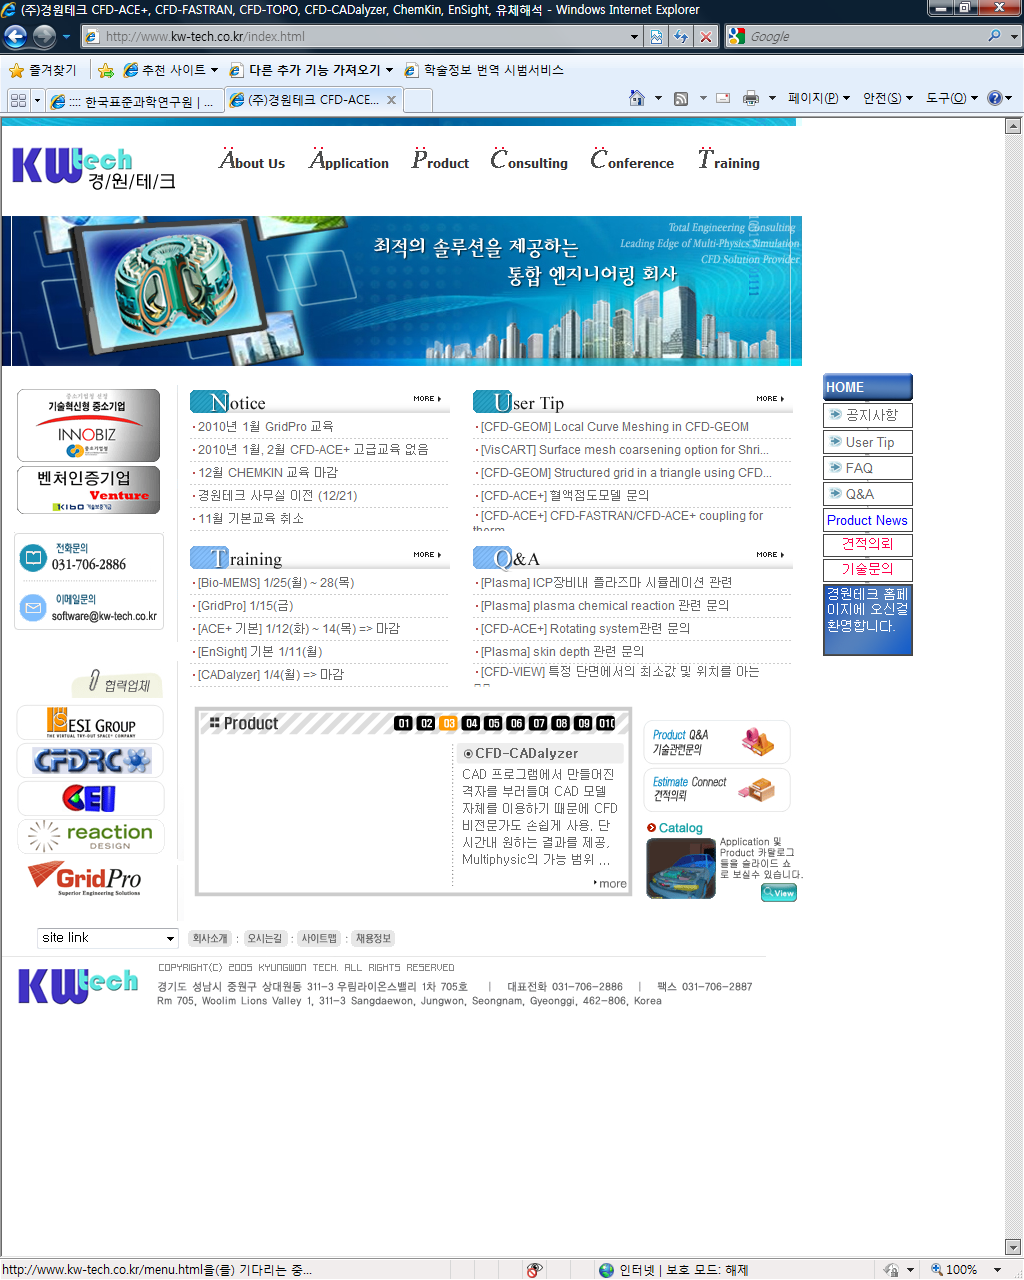 (주)경원테크 CFD-ACE+, CFD-FASTRAN, CFD-TOPO, CFD-CADalyzer, ChemKin, EnSight, 유체해석 - Windows Internet Explorer
http://www.kw-tech.co.kr/index.html
Google
즐겨찾기
추천 사이트
다른 추가 기능 가져오기
학술정보 번역 시범서비스
:::: 한국표준과학연구원 | ...
(주)경원테크 CFD-ACE...
페이지(P)
안전(S)
도구(O)
KWtech
경/원/테/크
About Us
Application
Product
Consulting
Conference
Training
Total Engineering Consulting
Leading Edge of Multi-Physics Simulation
CFD Solution Provider
최적의 솔루션을 제공하는
통합 엔지니어링 회사
중소기업청 선정
기술혁신형 중소기업
INNOBIZ
중소기업청
벤처인증기업
Venture
KIBO 기술보증기금
전화문의
031-706-2886
이메일문의
software@kw-tech.co.kr
협력업체
ESI GROUP
THE VIRTUAL TRY-OUT SPACE COMPANY
CFDRC
CEI
reaction
DESIGN
GridPro
Superior Engineering Solutions
Notice
MORE
2010년 1월 GridPro 교육
2010년 1월, 2월 CFD-ACE+ 고급교육 없음
12월 CHEMKIN 교육 마감
경원테크 사무실 이전 (12/21)
11월 기본교육 취소
User Tip
MORE
[CFD-GEOM] Local Curve Meshing in CFD-GEOM
[VisCART] Surface mesh coarsening option for Shri...
[CFD-GEOM] Structured grid in a triangle using CFD...
[CFD-ACE+] 혈액점도모델 문의
[CFD-ACE+] CFD-FASTRAN/CFD-ACE+ coupling for
therm
Training
MORE
[Bio-MEMS] 1/25(월) ~ 28(목)
[GridPro] 1/15(금)
[ACE+ 기본] 1/12(화) ~ 14(목) => 마감
[EnSight] 기본 1/11(월)
[CADalyzer] 1/4(월) => 마감
Q&A
MORE
[Plasma] ICP장비내 플라즈마 시뮬레이션 관련
[Plasma] plasma chemical reaction 관련 문의
[CFD-ACE+] Rotating system관련 문의
[Plasma] skin depth 관련 문의
[CFD-VIEW] 특정 단면에서의 최소값 및 위치를 아는
Product
01 02 03 04 05 06 07 08 09 10
CFD-CADalyzer
CAD 프로그램에서 만들어진
격자를 부러들여 CAD 모델
자체를 이용하기 때문에 CFD
비전문가도 손쉽게 사용, 단
시간내 원하는 결과를 제공,
Multiphysic의 가능 범위 ...
more
Product Q&A
기술관련문의
Estimate Connect
견적의뢰
Catalog
Application 및
Product 카탈로그
들을 슬라이드 쇼
로 보실수 있습니다.
View
HOME
공지사항
User Tip
FAQ
Q&A
Product News
견적의뢰
기술문의
경원테크 홈페
이지에 오신걸
환영합니다.
site link
회사소개 : 오시는길 : 사이트맵 : 채용정보
KWtech
COPYRIGHT(C) 2005 KYUNGWON TECH. ALL RIGHTS RESERVED
경기도 성남시 중원구 상대원동 311-3 우림라이온스밸리 1차 705호 | 대표전화 031-706-2886 | 팩스 031-706-2887
Rm 705, Woolim Lions Valley 1, 311-3 Sangdaewon, Jungwon, Seongnam, Gyeonggi, 462-806, Korea
http://www.kw-tech.co.kr/menu.html을(를) 기다리는 중...
인터넷 | 보호 모드: 해제
100%